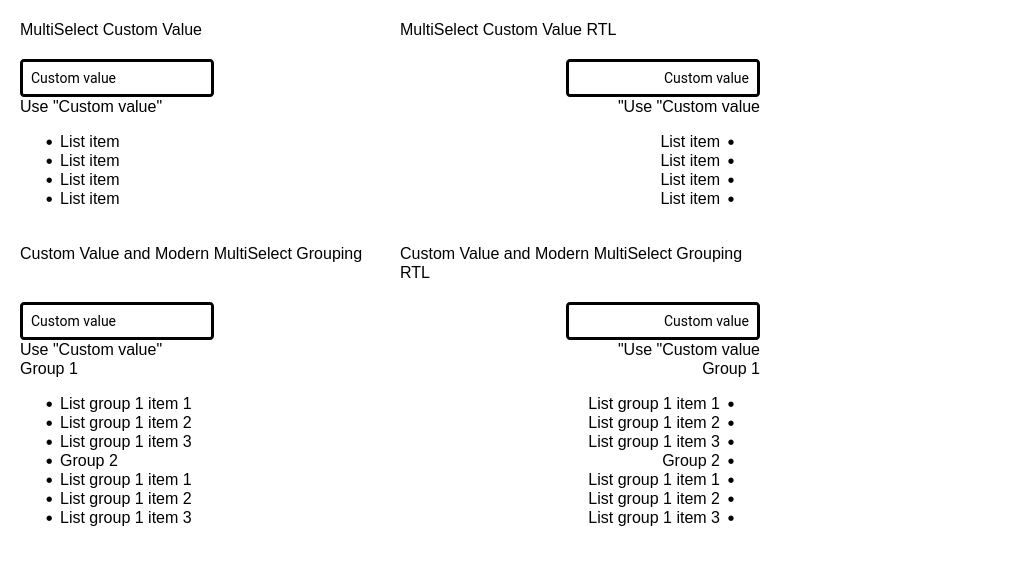 MultiSelect Custom Value
Custom value
Use "Custom value"
• List item
• List item
• List item
• List item
MultiSelect Custom Value RTL
Custom value
"Use "Custom value
List item •
List item •
List item •
List item •
Custom Value and Modern MultiSelect Grouping
Custom value
Use "Custom value"
Group 1
• List group 1 item 1
• List group 1 item 2
• List group 1 item 3
• Group 2
• List group 1 item 1
• List group 1 item 2
• List group 1 item 3
Custom Value and Modern MultiSelect Grouping
RTL
Custom value
"Use "Custom value
Group 1
List group 1 item 1 •
List group 1 item 2 •
List group 1 item 3 •
Group 2 •
List group 1 item 1 •
List group 1 item 2 •
List group 1 item 3 •